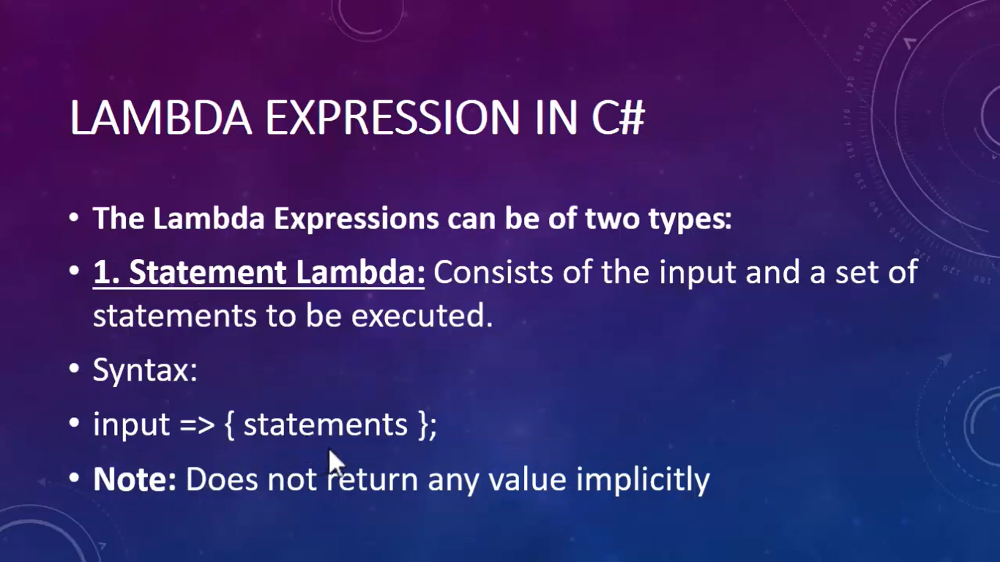 LAMBDA EXPRESSION IN C#
• The Lambda Expressions can be of two types:
• 1. Statement Lambda: Consists of the input and a set of
statements to be executed.
• Syntax:
• input => { statements };
• Note: Does not return any value implicitly